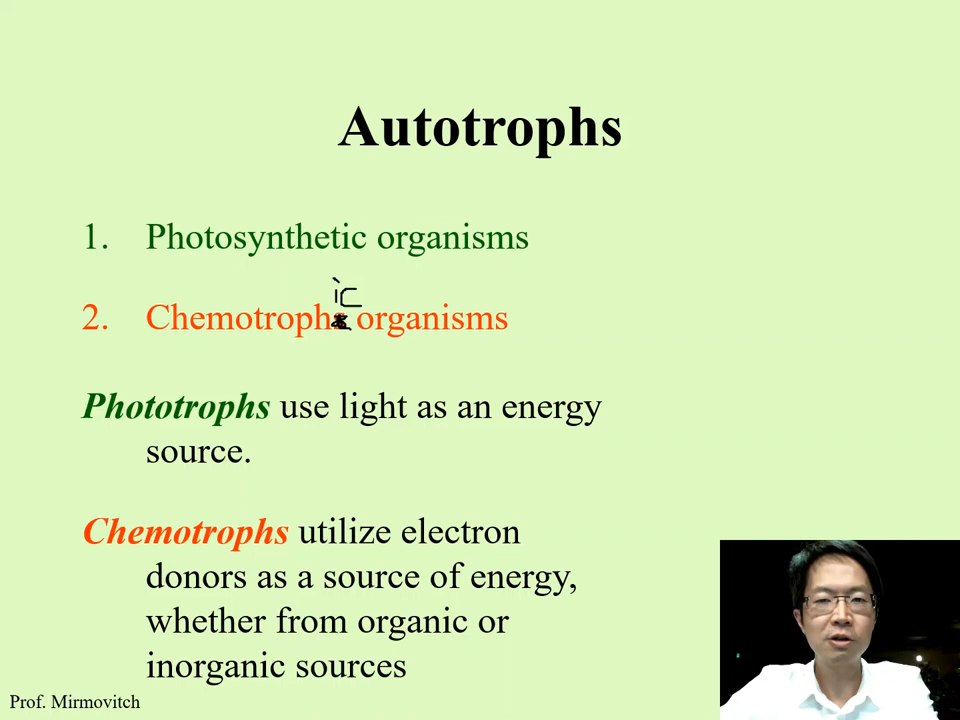 Autotrophs
1. Photosynthetic organisms
ic
2. Chemotrophs organisms
Phototrophs use light as an energy
source.
Chemotrophs utilize electron
donors as a source of energy,
whether from organic or
inorganic sources
Prof. Mirmovitch